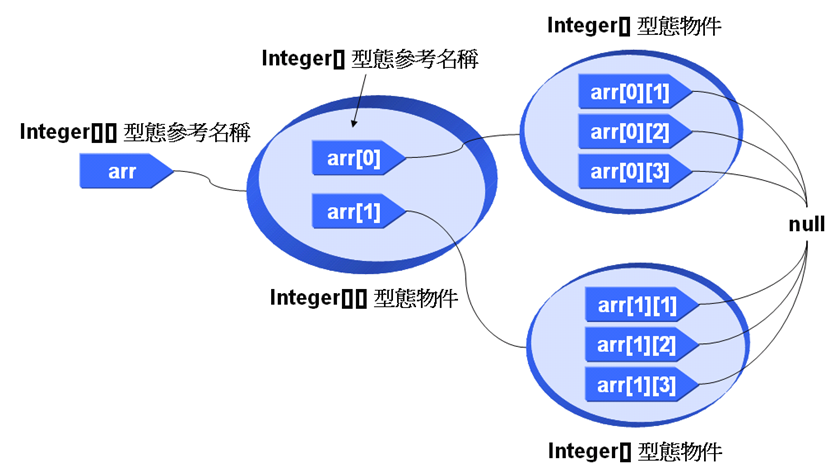 Integer[][] 型態參考名稱
arr
Integer[] 型態參考名稱
arr[0]
arr[1]
Integer[][] 型態物件
Integer[] 型態物件
arr[0][1]
arr[0][2]
arr[0][3]
null
arr[1][1]
arr[1][2]
arr[1][3]
Integer[] 型態物件